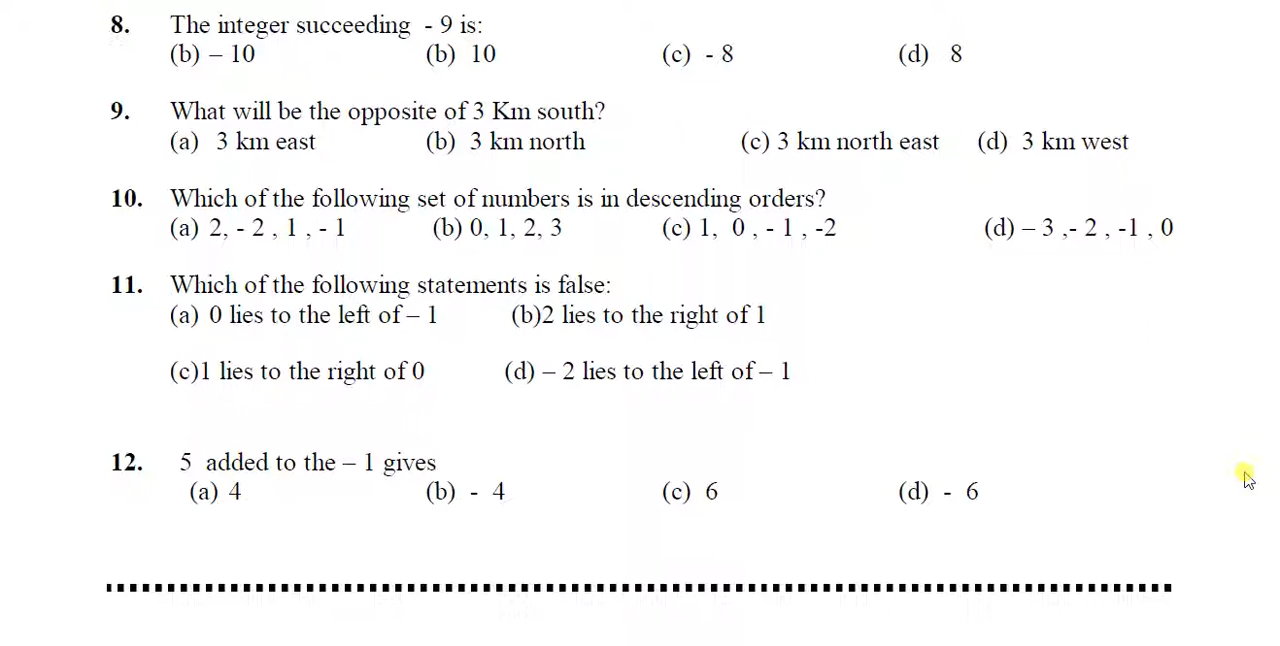 8. The integer succeeding - 9 is:
(b) – 10 (b) 10 (c) - 8 (d) 8
9. What will be the opposite of 3 Km south?
(a) 3 km east (b) 3 km north (c) 3 km north east (d) 3 km west
10. Which of the following set of numbers is in descending orders?
(a) 2, - 2 , 1 , - 1 (b) 0, 1, 2, 3 (c) 1, 0 , - 1 , -2 (d) – 3 ,- 2 , -1 , 0
11. Which of the following statements is false:
(a) 0 lies to the left of – 1 (b)2 lies to the right of 1
(c)1 lies to the right of 0 (d) – 2 lies to the left of – 1
12. 5 added to the – 1 gives
(a) 4 (b) - 4 (c) 6 (d) - 6